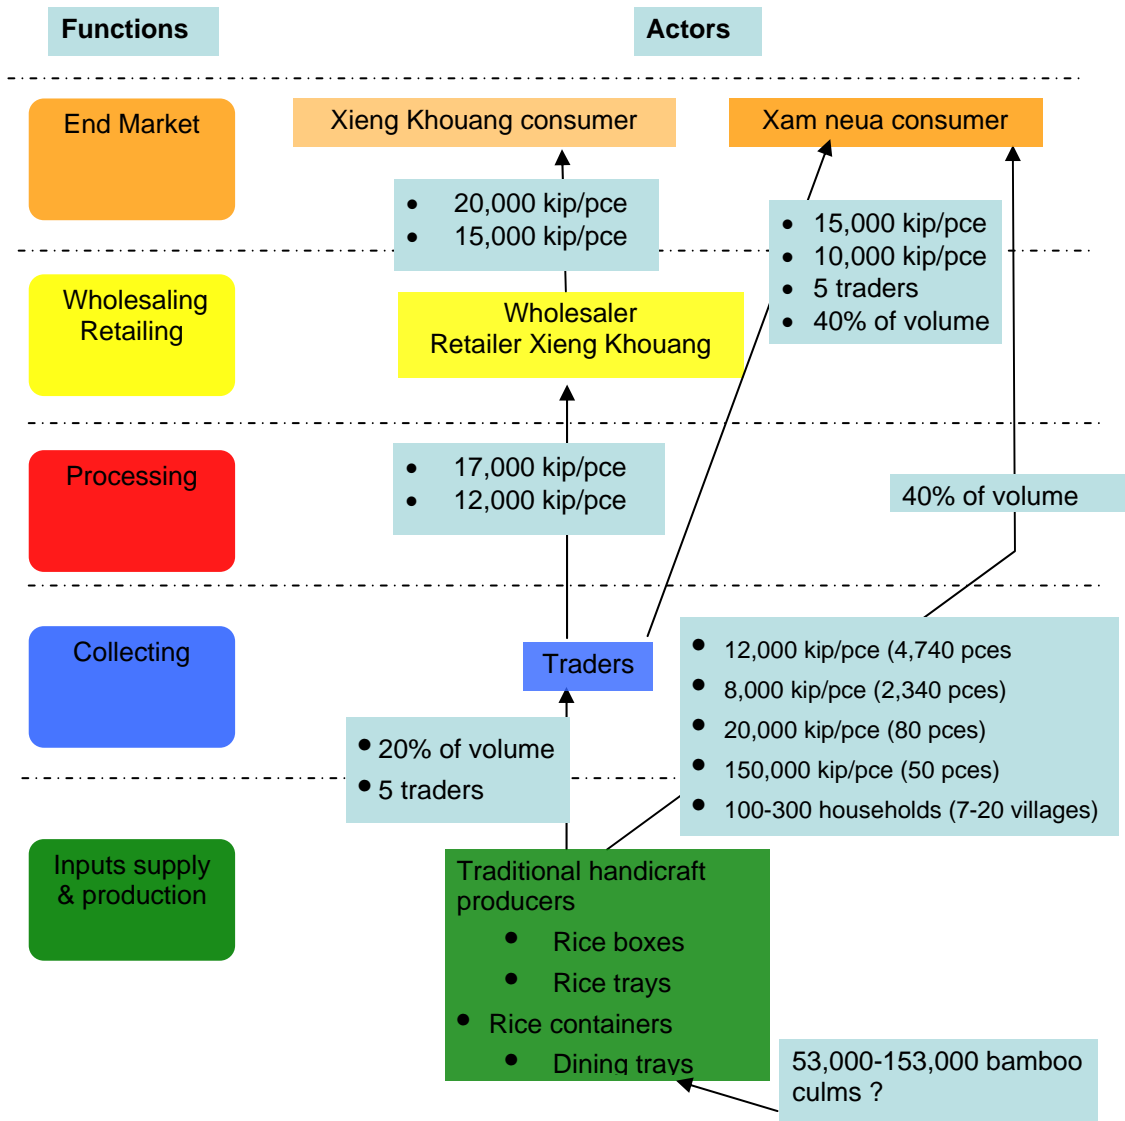 Functions
Actors
End Market
Xieng Khouang consumer
Xam neua consumer
• 20,000 kip/pce
• 15,000 kip/pce
• 15,000 kip/pce
• 10,000 kip/pce
• 5 traders
• 40% of volume
Wholesaling
Retailing
Wholesaler
Retailer Xieng Khouang
Processing
• 17,000 kip/pce
• 12,000 kip/pce
40% of volume
Collecting
Traders
• 12,000 kip/pce (4,740 pces
• 8,000 kip/pce (2,340 pces)
• 20,000 kip/pce (80 pces)
• 150,000 kip/pce (50 pces)
• 100-300 households (7-20 villages)
• 20% of volume
• 5 traders
Inputs supply
& production
Traditional handicraft
producers
• Rice boxes
• Rice trays
• Rice containers
• Dining trays
53,000-153,000 bamboo
culms ?